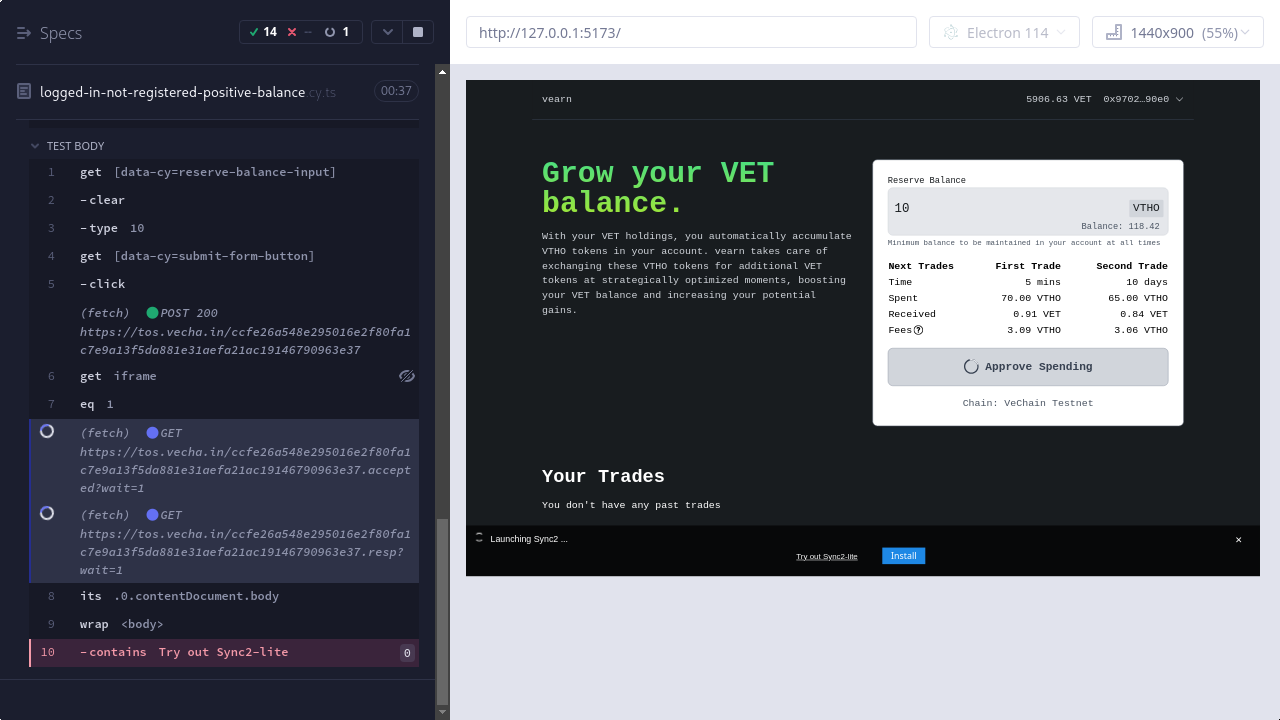 Specs
14
--
1
logged-in-not-registered-positive-balance.cy.ts
00:37
TEST BODY
1 get [data-cy=reserve-balance-input]
2 -clear
3 -type 10
4 get [data-cy=submit-form-button]
5 -click
(fetch) POST 200
https://tos.vecha.in/ccfe26a548e295016e2f80fa1
c7e9a13f5da881e31aefa21ac19146790963e37
6 get iframe
7 eq 1
(fetch) GET
https://tos.vecha.in/ccfe26a548e295016e2f80fa1
c7e9a13f5da881e31aefa21ac19146790963e37.accept
ed?wait=1
(fetch) GET
https://tos.vecha.in/ccfe26a548e295016e2f80fa1
c7e9a13f5da881e31aefa21ac19146790963e37.resp?
wait=1
8 its .0.contentDocument.body
9 wrap <body>
10 -contains Try out Sync2-lite 0
http://127.0.0.1:5173/
Electron 114
1440x900 (55%)
vearn
5906.63 VET 0x9702…90e0
Grow your VET
balance.
With your VET holdings, you automatically accumulate
VTHO tokens in your account. vearn takes care of
exchanging these VTHO tokens for additional VET
tokens at strategically optimized moments, boosting
your VET balance and increasing your potential
gains.
Reserve Balance
10 VTHO
Balance: 118.42
Minimum balance to be maintained in your account at all times
Next Trades First Trade Second Trade
Time 5 mins 10 days
Spent 70.00 VTHO 65.00 VTHO
Received 0.91 VET 0.84 VET
Fees 3.09 VTHO 3.06 VTHO
Approve Spending
Chain: VeChain Testnet
Your Trades
You don't have any past trades
Launching Sync2 ...
Try out Sync2-lite
Install